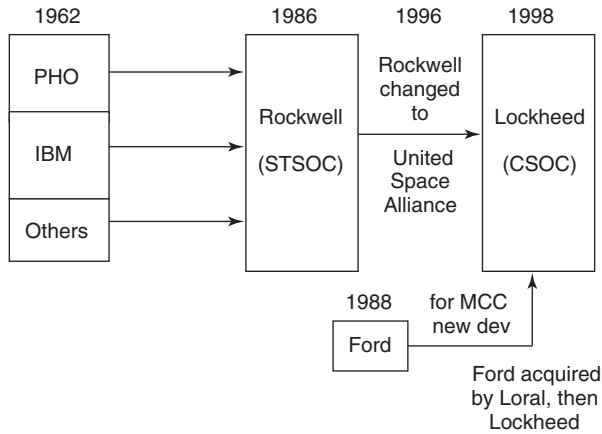 1962
1986
1996
1998
PHO
IBM
Others
Rockwell
(STSOC)
Rockwell
changed
to
United
Space
Alliance
Lockheed
(CSOC)
1988
Ford
for MCC
new dev
Ford acquired
by Loral, then
Lockheed